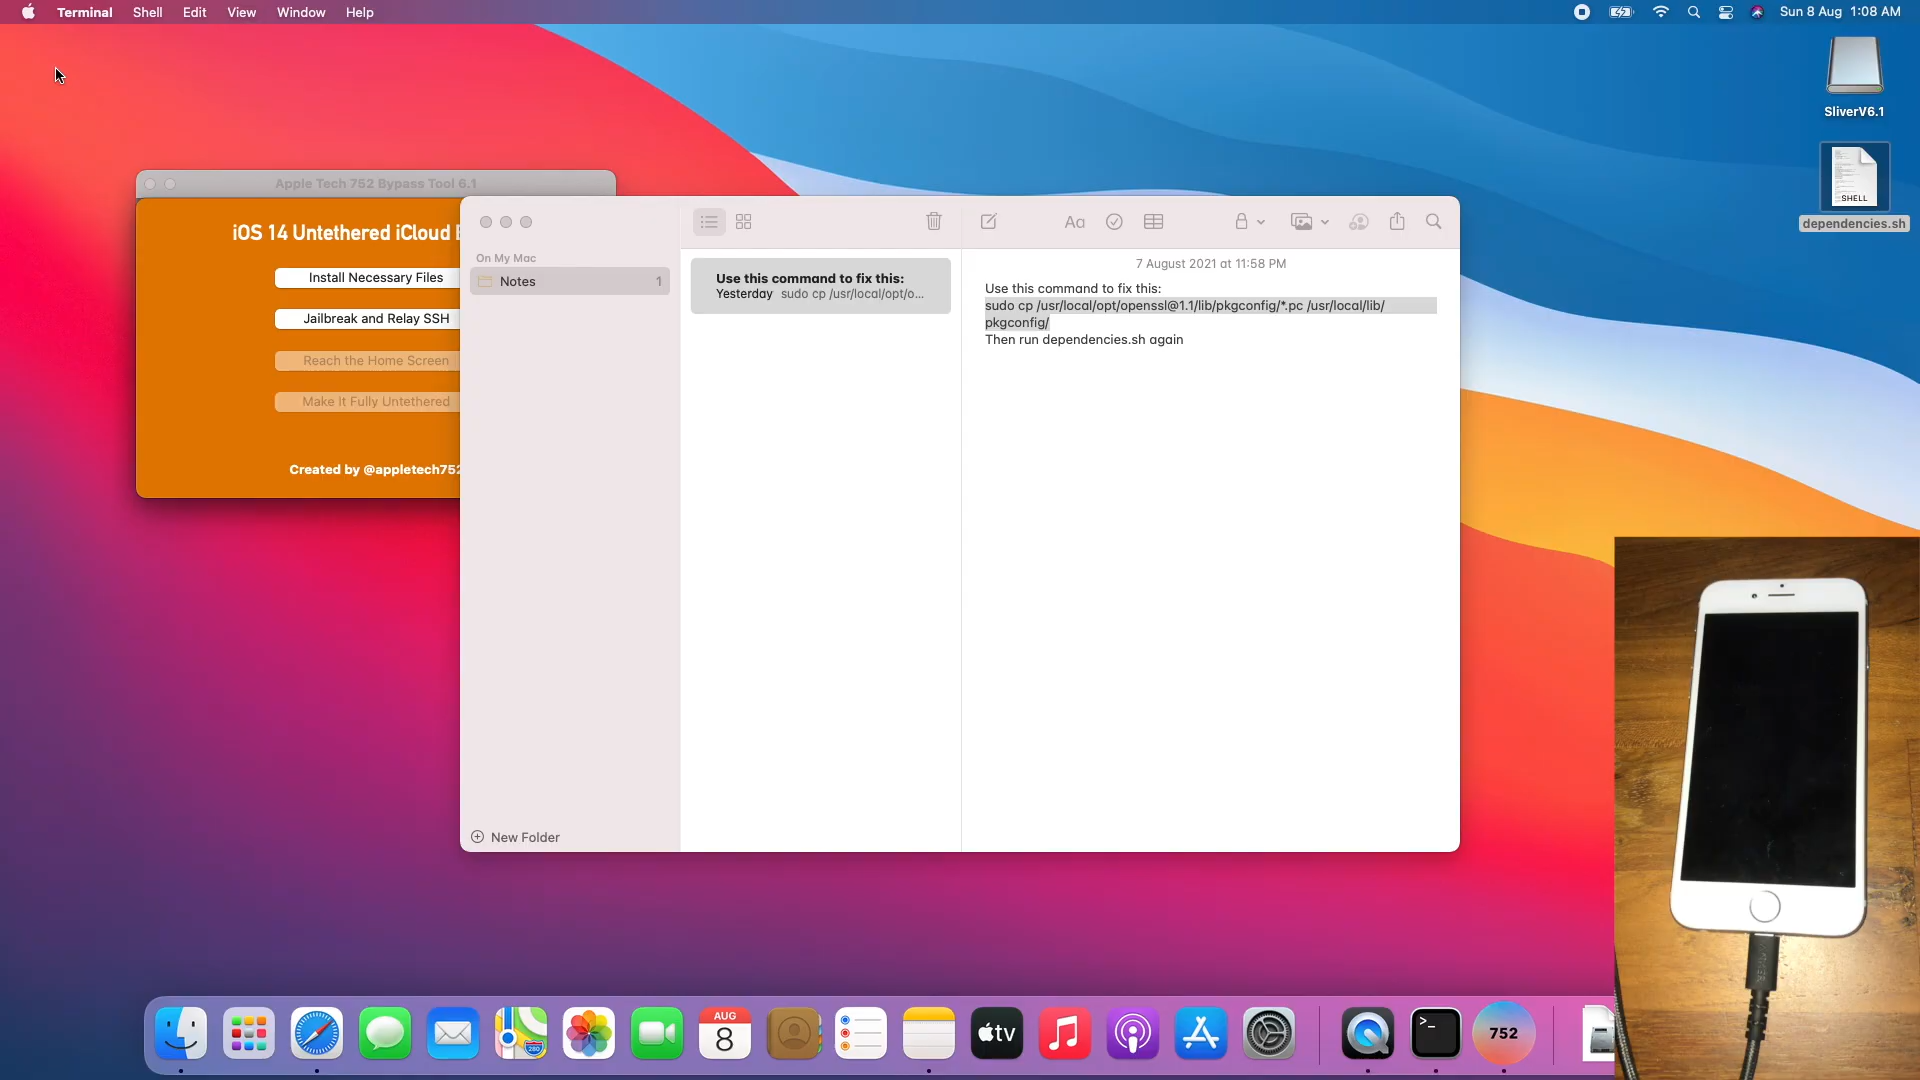 Terminal Shell Edit View Window Help
Sun 8 Aug 1:08 AM
SliverV6.1
SHELL
dependencies.sh
Apple Tech 752 Bypass Tool 6.1
iOS 14 Untethered iCloud
Install Necessary Files
Jailbreak and Relay SSH
Reach the Home Screen
Make It Fully Untethered
Created by @appletech752
On My Mac
Notes 1
New Folder
Use this command to fix this:
Yesterday sudo cp /usr/local/opt/o...
Aa
7 August 2021 at 11:58 PM
Use this command to fix this:
sudo cp /usr/local/opt/openssl@1.1/lib/pkgconfig/*.pc /usr/local/lib/
pkgconfig/
Then run dependencies.sh again
280
AUG
8
tv
>_
752